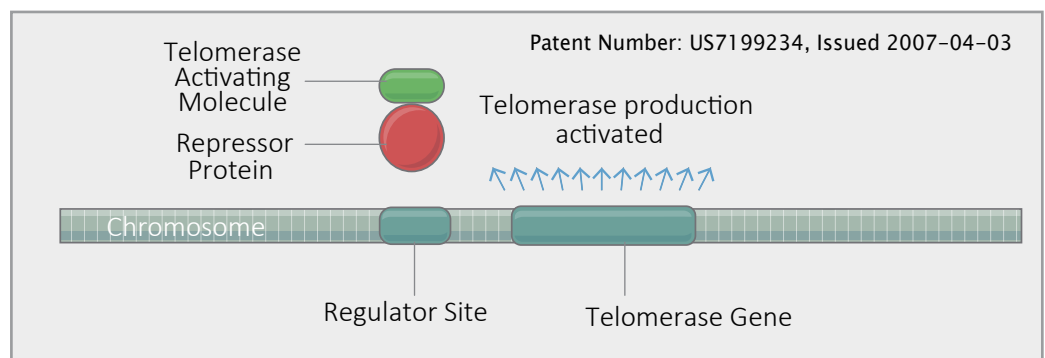 Patent Number: US7199234, Issued 2007-04-03
Telomerase
Activating
Molecule
Repressor
Protein
Telomerase production
activated
Chromosome
Regulator Site
Telomerase Gene